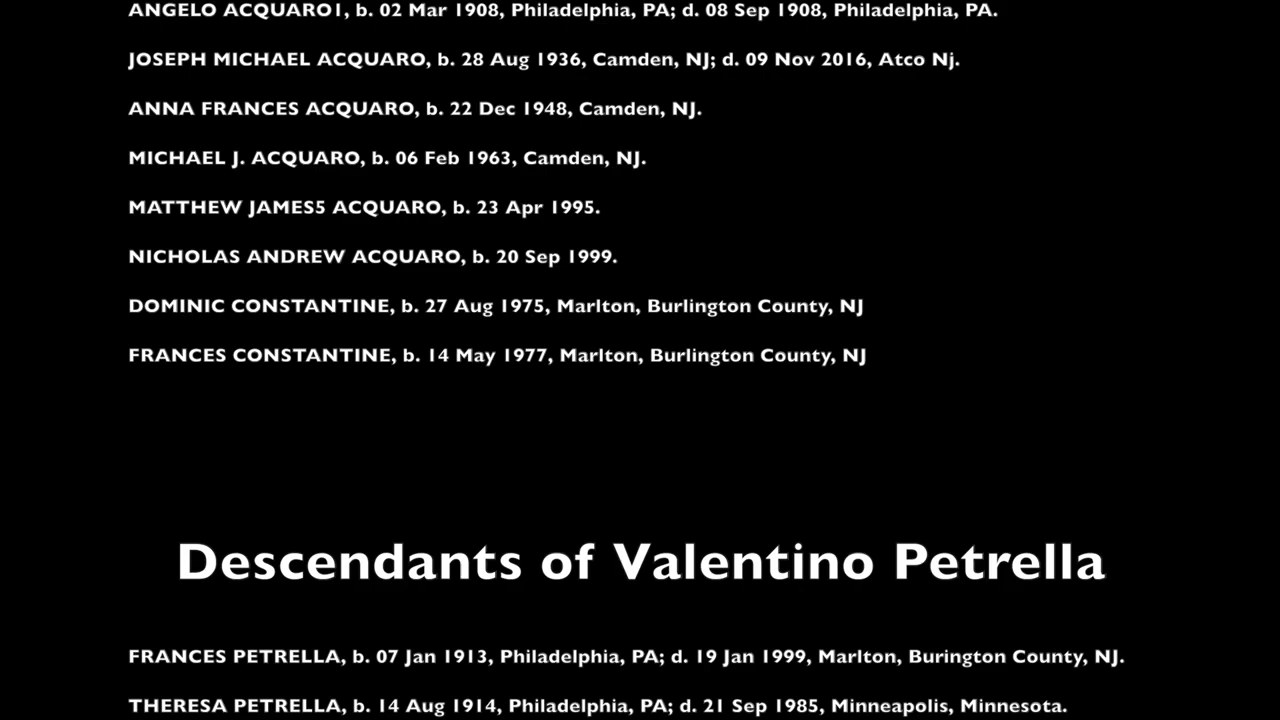 ANGELO ACQUARO1, b. 02 Mar 1908, Philadelphia, PA; d. 08 Sep 1908, Philadelphia, PA.
JOSEPH MICHAEL ACQUARO, b. 28 Aug 1936, Camden, NJ; d. 09 Nov 2016, Atco Nj.
ANNA FRANCES ACQUARO, b. 22 Dec 1948, Camden, NJ.
MICHAEL J. ACQUARO, b. 06 Feb 1963, Camden, NJ.
MATTHEW JAMES5 ACQUARO, b. 23 Apr 1995.
NICHOLAS ANDREW ACQUARO, b. 20 Sep 1999.
DOMINIC CONSTANTINE, b. 27 Aug 1975, Marlton, Burlington County, NJ
FRANCES CONSTANTINE, b. 14 May 1977, Marlton, Burlington County, NJ
Descendants of Valentino Petrella
FRANCES PETRELLA, b. 07 Jan 1913, Philadelphia, PA; d. 19 Jan 1999, Marlton, Burington County, NJ.
THERESA PETRELLA, b. 14 Aug 1914, Philadelphia, PA; d. 21 Sep 1985, Minneapolis, Minnesota.